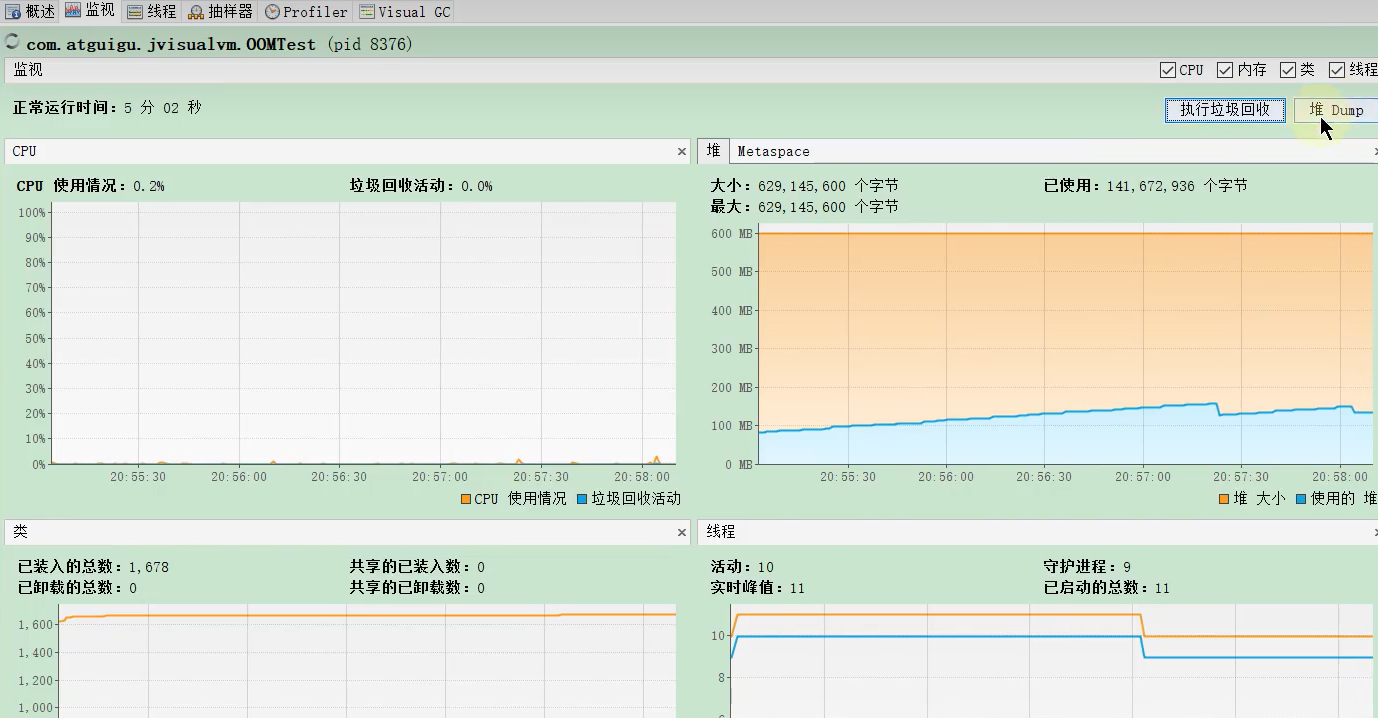 概述 监视 线程 抽样器 Profiler Visual GC
com.atguigu.jvisualvm.OOMTest (pid 8376)
监视 CPU 内存 类 线程
正常运行时间：5 分 02 秒 执行垃圾回收 堆 Dump
CPU ×
CPU 使用情况：0.2% 垃圾回收活动：0.0%
100%
90%
80%
70%
60%
50%
40%
30%
20%
10%
0%
20:55:30 20:56:00 20:56:30 20:57:00 20:57:30 20:58:00
CPU 使用情况 垃圾回收活动
堆 Metaspace ×
大小：629,145,600 个字节 已使用：141,672,936 个字节
最大：629,145,600 个字节
600 MB
500 MB
400 MB
300 MB
200 MB
100 MB
0 MB
20:55:30 20:56:00 20:56:30 20:57:00 20:57:30 20:58:00
堆 大小 使用的 堆
类 ×
已装入的总数：1,678 共享的已装入数：0
已卸载的总数：0 共享的已卸载数：0
1,600
1,400
1,200
1,000
线程 ×
活动：10 守护进程：9
实时峰值：11 已启动的总数：11
10
8